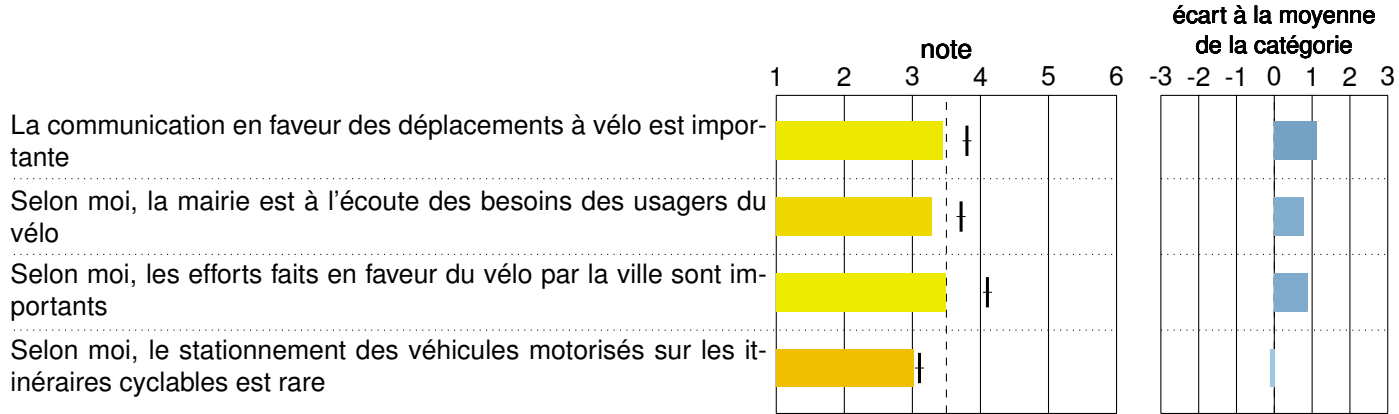 écart à la moyenne
de la catégorie
note
1 2 3 4 5 6
-3 -2 -1 0 1 2 3
La communication en faveur des déplacements à vélo est impor-
tante
Selon moi, la mairie est à l'écoute des besoins des usagers du
vélo
Selon moi, les efforts faits en faveur du vélo par la ville sont im-
portants
Selon moi, le stationnement des véhicules motorisés sur les it-
inéraires cyclables est rare